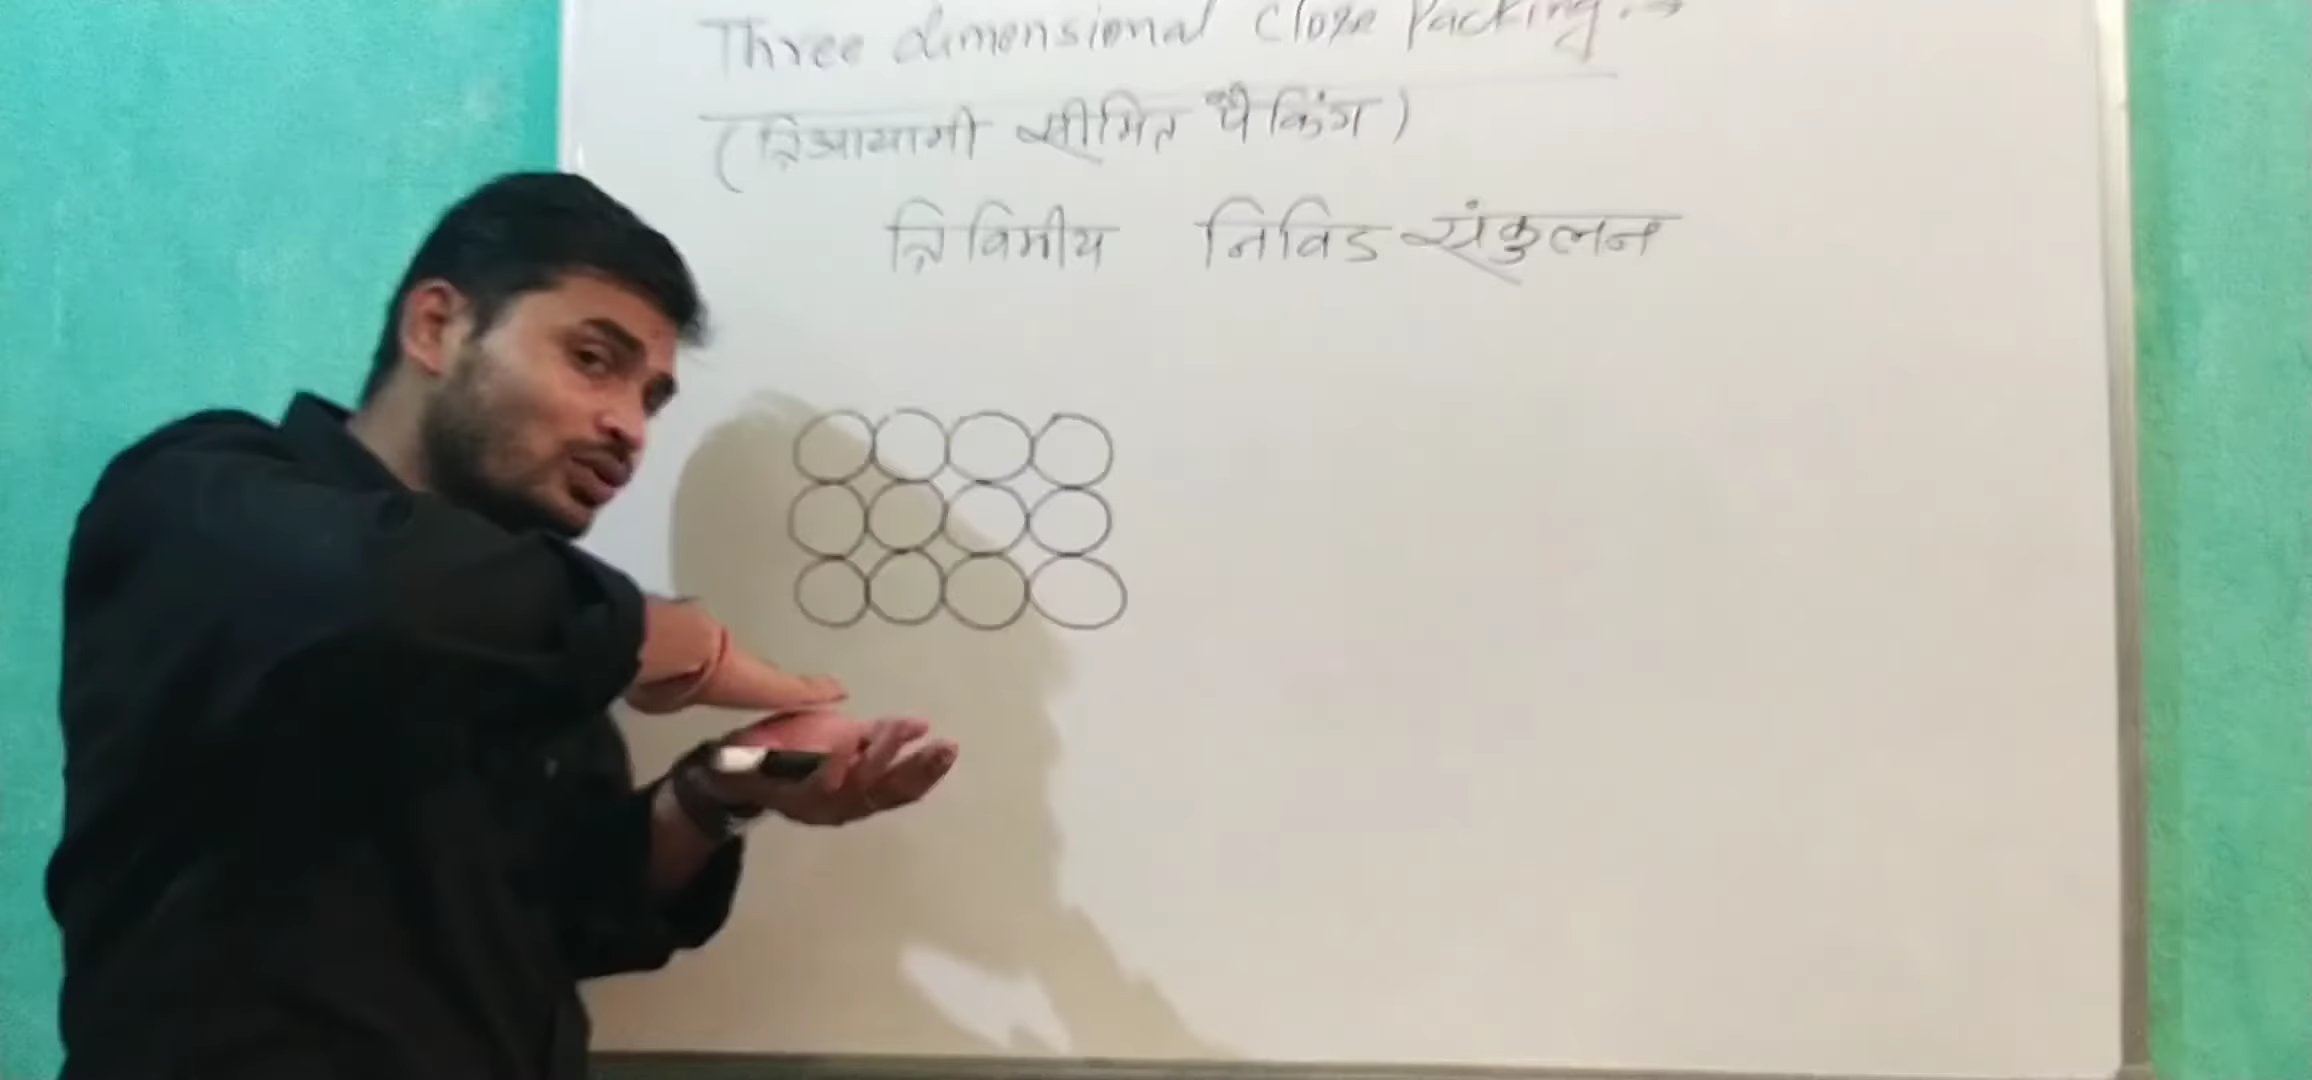 Three dimensional Close Packing :→
(त्रिआयामी सीमित पैकिंग)
त्रिविमीय निविड संकुलन